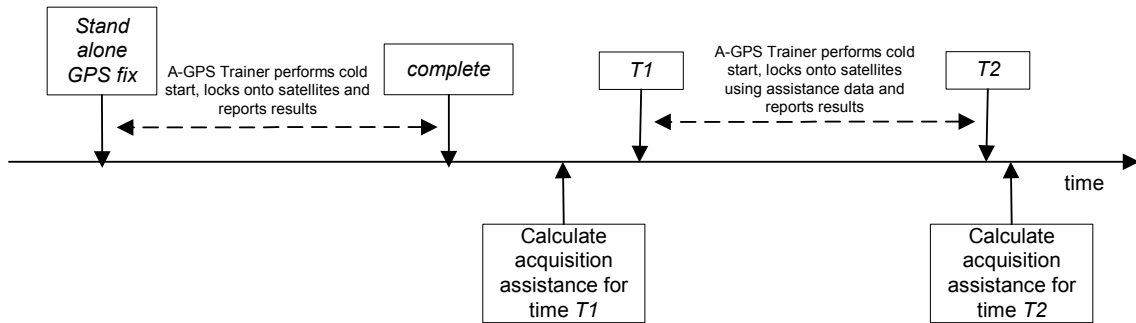 Stand
alone
GPS fix
A-GPS Trainer performs cold
start, locks onto satellites and
reports results
complete
T1
A-GPS Trainer performs cold
start, locks onto satellites
using assistance data and
reports results
T2
time
Calculate
acquisition
assistance for
time T1
Calculate
acquisition
assistance for
time T2